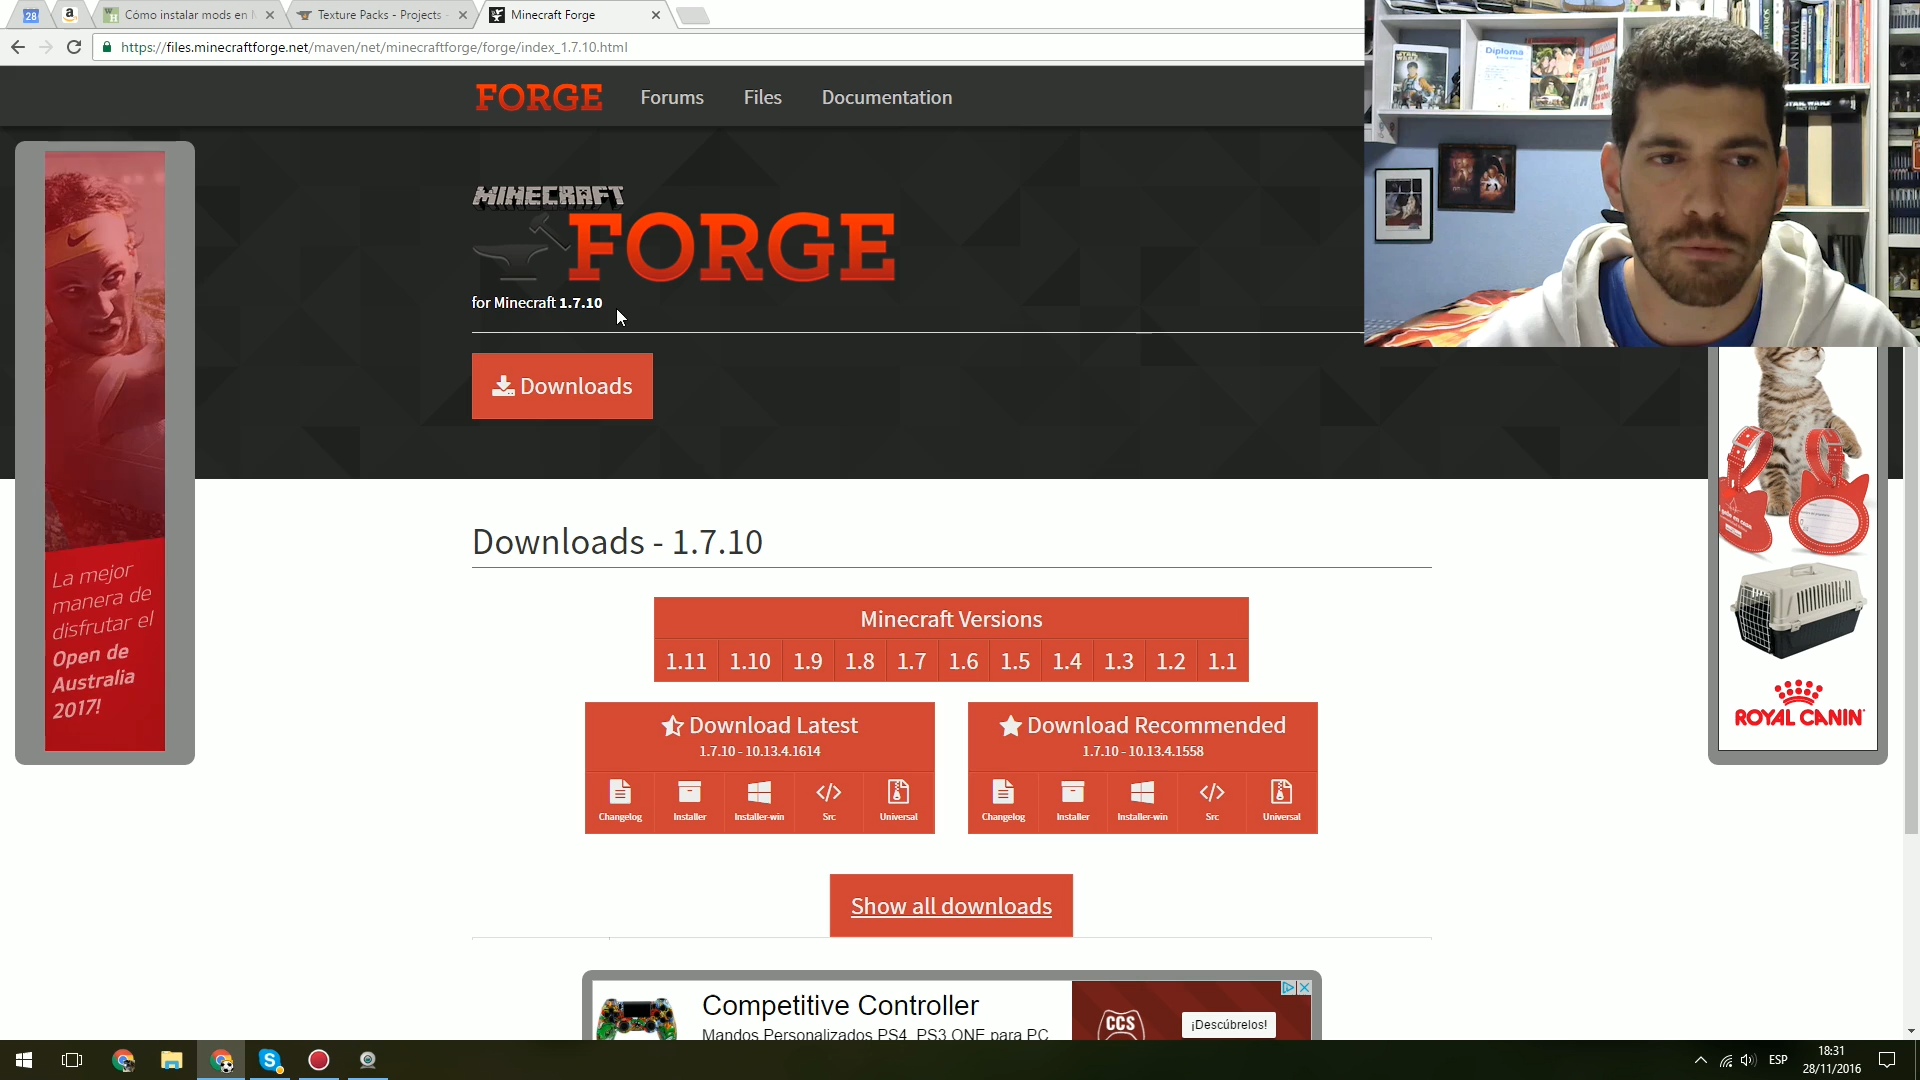 28
a
Cómo instalar mods en
Texture Packs - Projects
Minecraft Forge
https://files.minecraftforge.net/maven/net/minecraftforge/forge/index_1.7.10.html
FORGE
Forums
Files
Documentation
MINECRAFT
FORGE
for Minecraft 1.7.10
Downloads
Downloads - 1.7.10
Minecraft Versions
1.11 1.10 1.9 1.8 1.7 1.6 1.5 1.4 1.3 1.2 1.1
Download Latest
1.7.10 - 10.13.4.1614
Changelog Installer Installer-win Src Universal
Download Recommended
1.7.10 - 10.13.4.1558
Changelog Installer Installer-win Src Universal
Show all downloads
Competitive Controller
Mandos Personalizados PS4, PS3 ONE para PC
CCS
¡Descúbrelos!
La mejor
manera de
disfrutar el
Open de
Australia
2017!
ROYAL CANIN
Diploma
STAR WARS
ANIMAL
ESP
18:31
28/11/2016